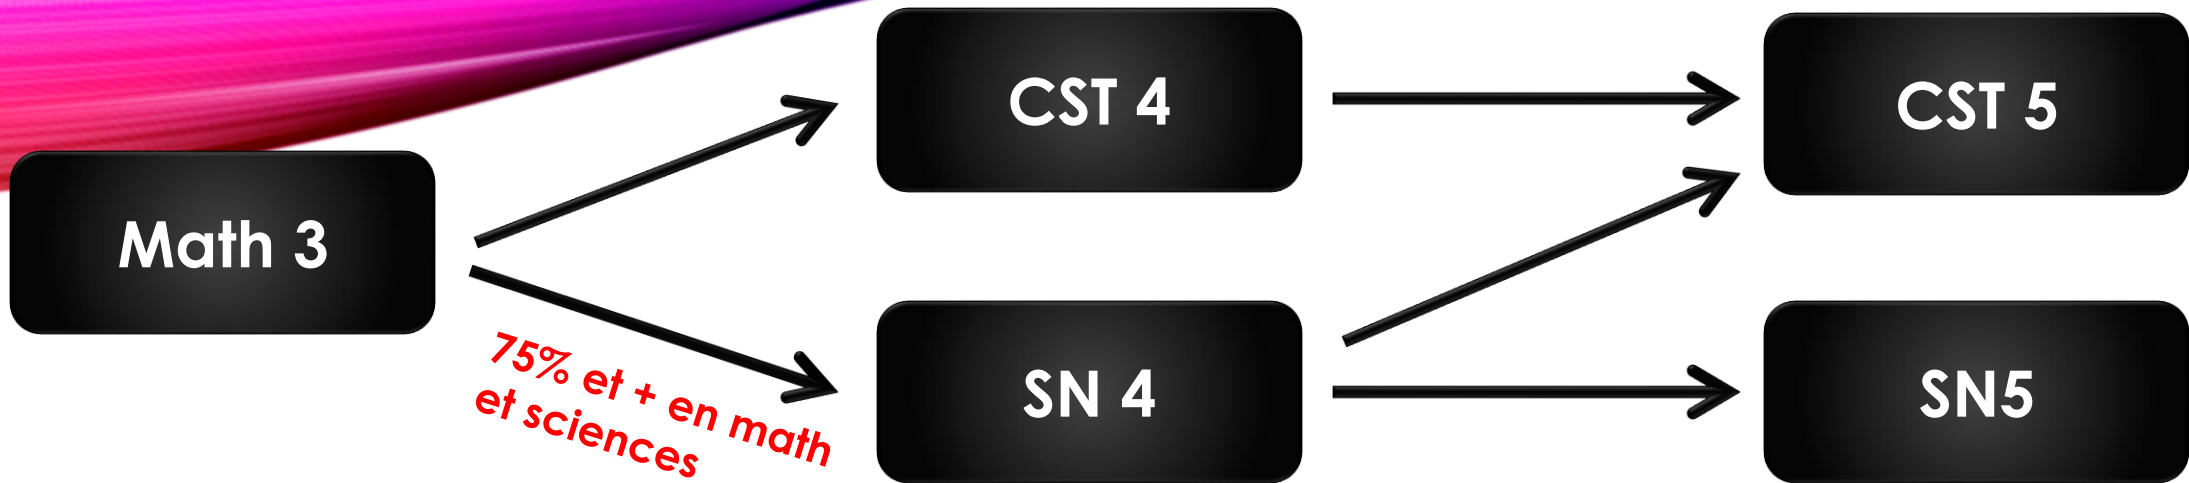 CST 4
CST 5
Math 3
75% et + en math
et sciences
SN 4
SN5